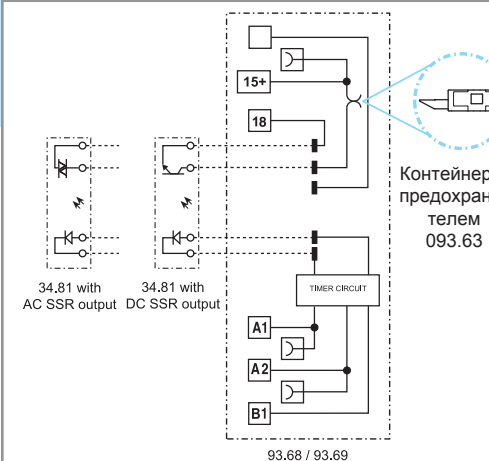 15+
18
Контейнер
предохран
телем
093.63
34.81 with
AC SSR output
34.81 with
DC SSR output
TIMER CIRCUIT
A1
A2
B1
93.68 / 93.69